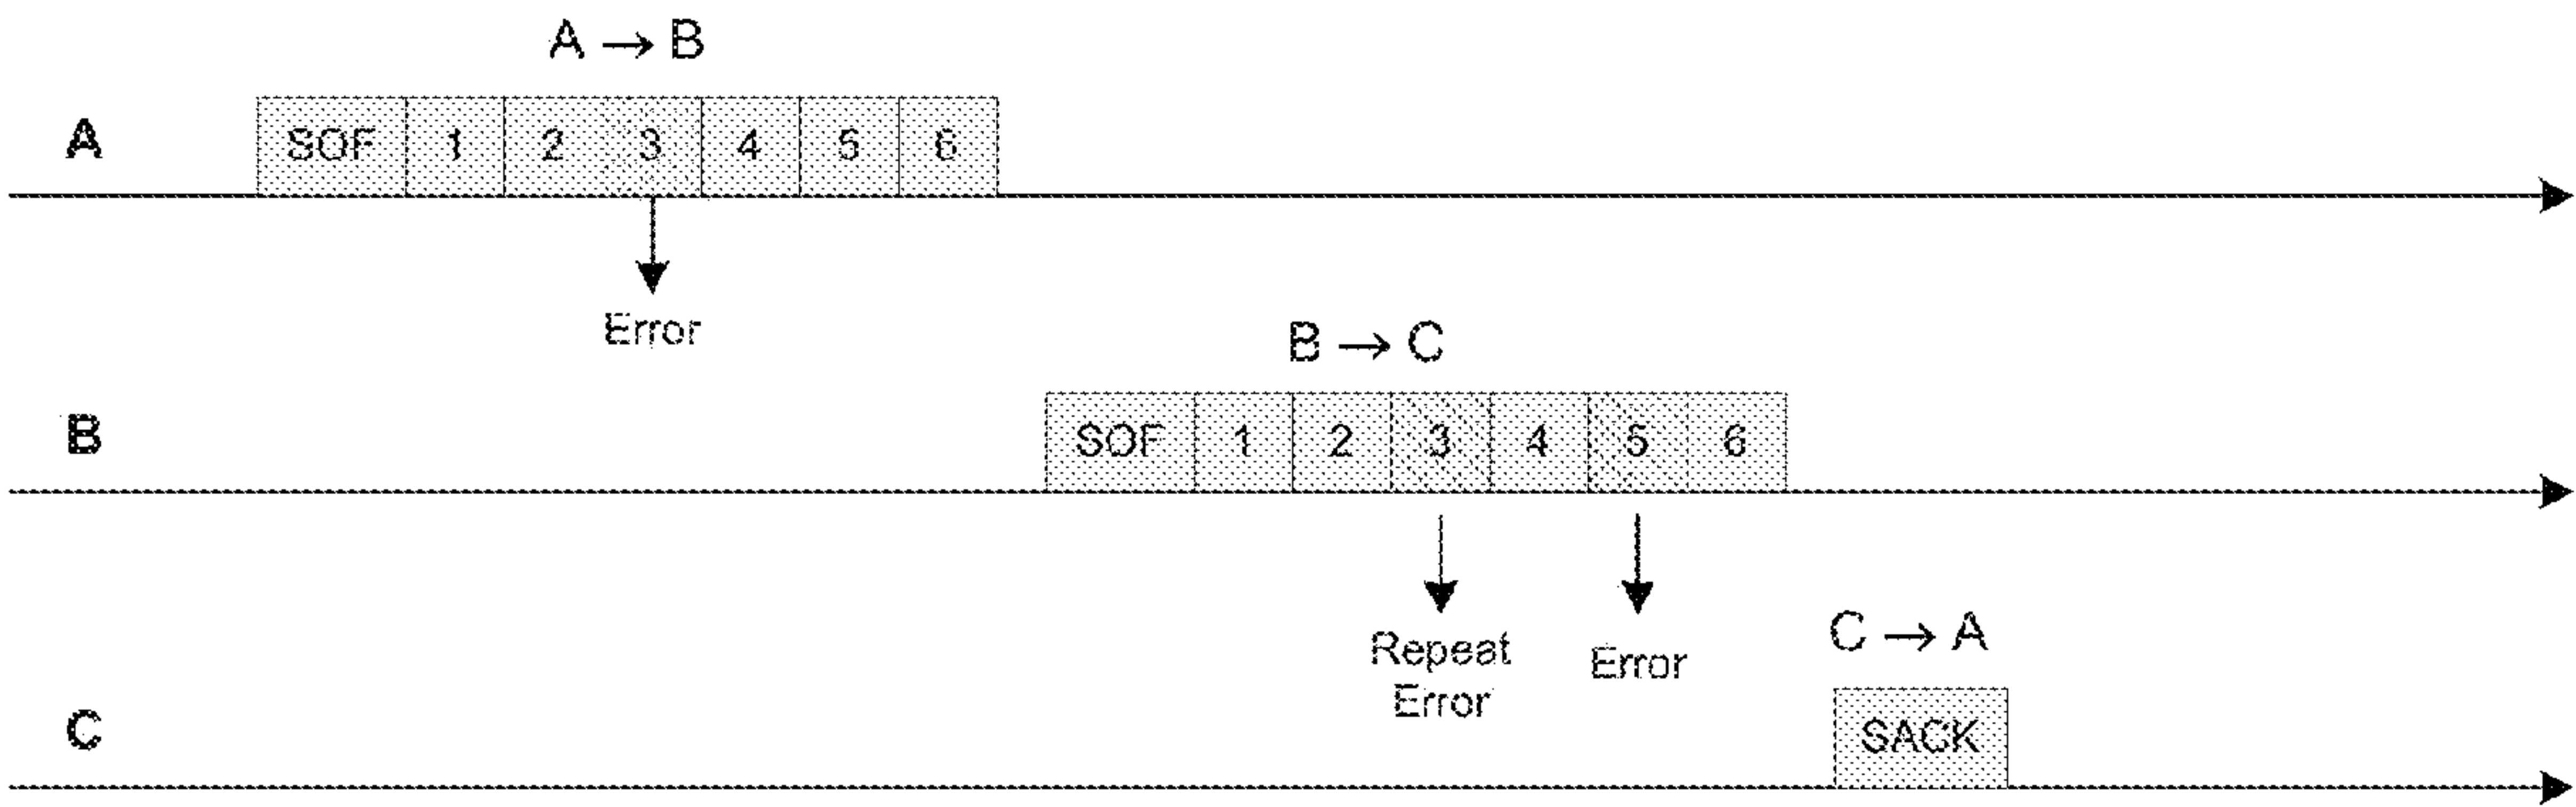 A → B
A
SOF 1 2 3 4 5 6
Error
B → C
B
SOF 1 2 3 4 5 6
Repeat
Error
Error
C → A
C
SACK